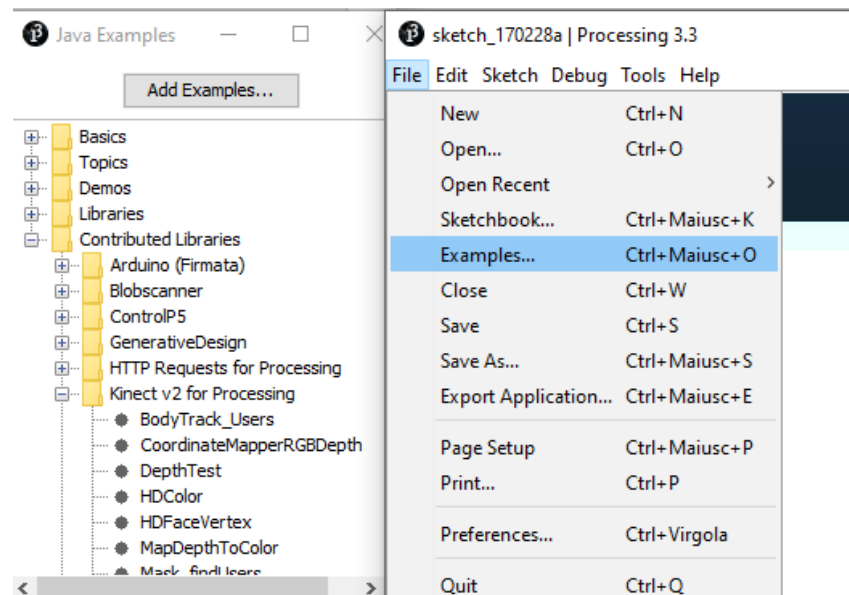 Java Examples
Add Examples...
Basics
Topics
Demos
Libraries
Contributed Libraries
Arduino (Firmata)
Blobscanner
ControlP5
GenerativeDesign
HTTP Requests for Processing
Kinect v2 for Processing
BodyTrack_Users
CoordinateMapperRGBDepth
DepthTest
HDColor
HDFaceVertex
MapDepthToColor
Mask_findUsers
sketch_170228a | Processing 3.3
File Edit Sketch Debug Tools Help
New Ctrl+N
Open... Ctrl+O
Open Recent
Sketchbook... Ctrl+Maiusc+K
Examples... Ctrl+Maiusc+O
Close Ctrl+W
Save Ctrl+S
Save As... Ctrl+Maiusc+S
Export Application... Ctrl+Maiusc+E
Page Setup Ctrl+Maiusc+P
Print... Ctrl+P
Preferences... Ctrl+Virgola
Quit Ctrl+Q